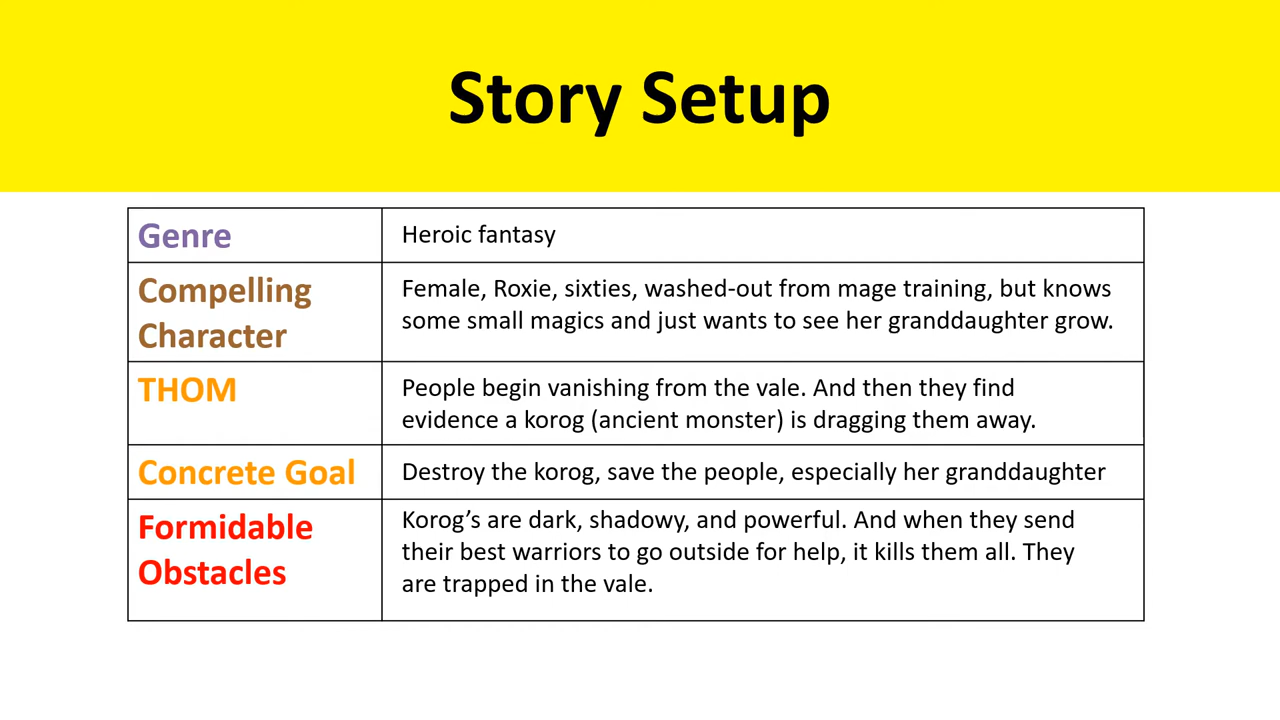 Story Setup
Genre
Heroic fantasy
Compelling
Character
Female, Roxie, sixties, washed-out from mage training, but knows
some small magics and just wants to see her granddaughter grow.
THOM
People begin vanishing from the vale. And then they find
evidence a korog (ancient monster) is dragging them away.
Concrete Goal
Destroy the korog, save the people, especially her granddaughter
Formidable
Obstacles
Korog’s are dark, shadowy, and powerful. And when they send
their best warriors to go outside for help, it kills them all. They
are trapped in the vale.